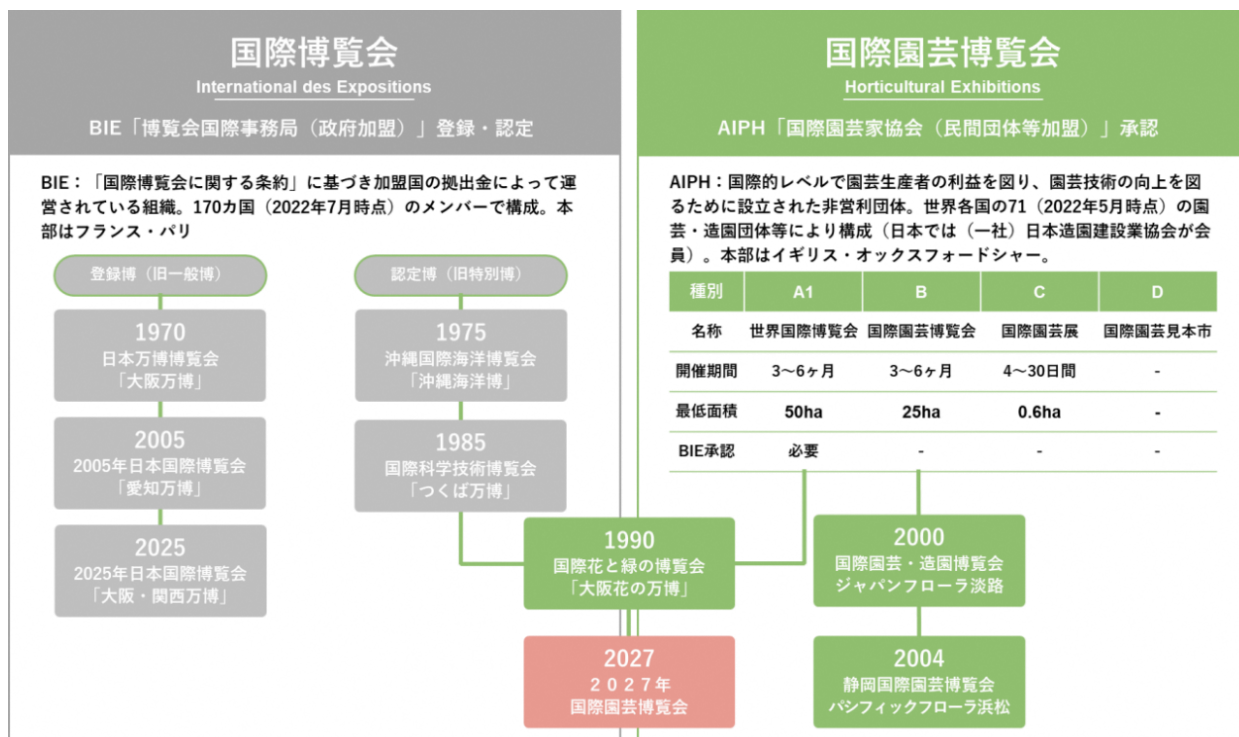 国際博覧会
International des Expositions
BIE「博覧会国際事務局（政府加盟）」登録・認定
BIE：「国際博覧会に関する条約」に基づき加盟国の拠出金によって運
営されている組織。170カ国（2022年7月時点）のメンバーで構成。本
部はフランス・パリ
登録博（旧一般博）
1970
日本万博博覧会
「大阪万博」
2005
2005年日本国際博覧会
「愛知万博」
2025
2025年日本国際博覧会
「大阪・関西万博」
認定博（旧特別博）
1975
沖縄国際海洋博覧会
「沖縄海洋博」
1985
国際科学技術博覧会
「つくば万博」
国際園芸博覧会
Horticultural Exhibitions
AIPH「国際園芸家協会（民間団体等加盟）」承認
AIPH：国際的レベルで園芸生産者の利益を図り、園芸技術の向上を図
るために設立された非営利団体。世界各国の71（2022年5月時点）の園
芸・造園団体等により構成（日本では（一社）日本造園建設業協会が会
員）。本部はイギリス・オックスフォードシャー。
種別 A1 B C D
名称 世界国際博覧会 国際園芸博覧会 国際園芸展 国際園芸見本市
開催期間 3〜6ヶ月 3〜6ヶ月 4〜30日間 -
最低面積 50ha 25ha 0.6ha -
BIE承認 必要 - - -
1990
国際花と緑の博覧会
「大阪花の万博」
2027
２０２７年
国際園芸博覧会
2000
国際園芸・造園博覧会
ジャパンフローラ淡路
2004
静岡国際園芸博覧会
パシフィックフローラ浜松